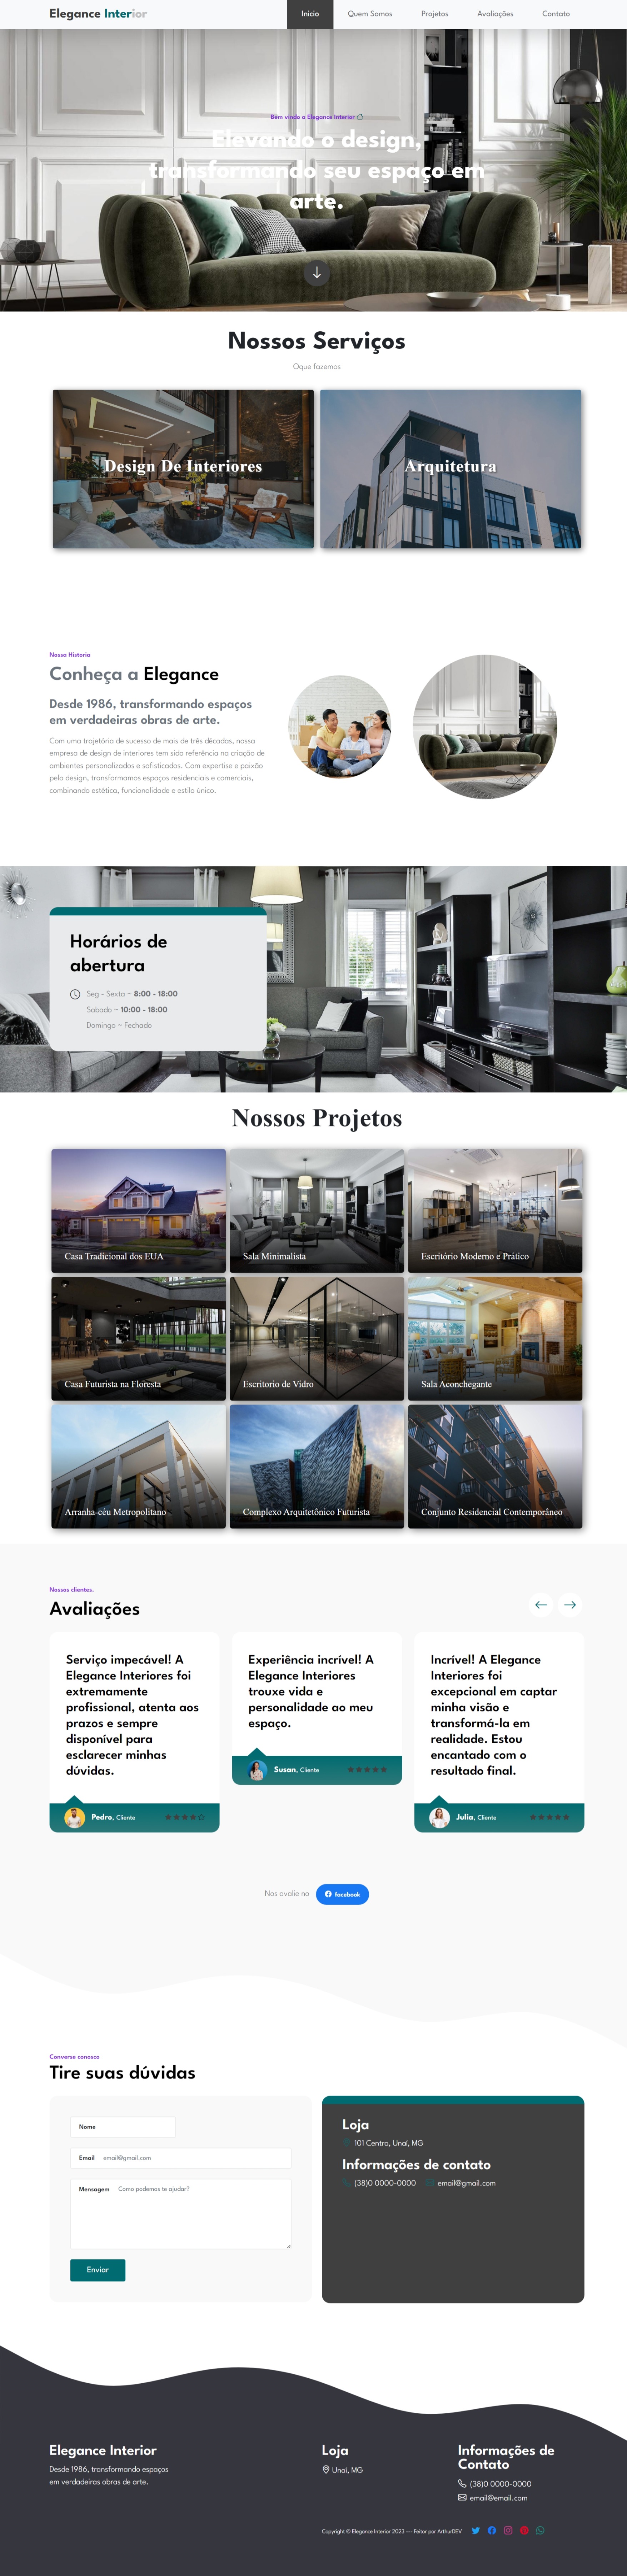 Elegance Interior
Inicio
Quem Somos
Projetos
Avaliações
Contato
Bem vindo a Elegance Interior
Elevando o design,
transformando seu espaço em
arte.
Nossos Serviços
Oque fazemos
Design De Interiores
Arquitetura
Nossa Historia
Conheça a Elegance
Desde 1986, transformando espaços
em verdadeiras obras de arte.
Com uma trajetória de sucesso de mais de três décadas, nossa
empresa de design de interiores tem sido referência na criação de
ambientes personalizados e sofisticados. Com expertise e paixão
pelo design, transformamos espaços residenciais e comerciais,
combinando estética, funcionalidade e estilo único.
Horários de
abertura
Seg - Sexta ~ 8:00 - 18:00
Sabado ~ 10:00 - 18:00
Domingo ~ Fechado
Nossos Projetos
Casa Tradicional dos EUA
Sala Minimalista
Escritório Moderno e Prático
Casa Futurista na Floresta
Escritorio de Vidro
Sala Aconchegante
Arranha-céu Metropolitano
Complexo Arquitetônico Futurista
Conjunto Residencial Contemporâneo
Nossos clientes.
Avaliações
Serviço impecável! A
Elegance Interiores foi
extremamente
profissional, atenta aos
prazos e sempre
disponível para
esclarecer minhas
dúvidas.
Pedro, Cliente
Experiência incrível! A
Elegance Interiores
trouxe vida e
personalidade ao meu
espaço.
Susan, Cliente
Incrível! A Elegance
Interiores foi
excepcional em captar
minha visão e
transformá-la em
realidade. Estou
encantado com o
resultado final.
Julia, Cliente
Nos avalie no
facebook
Converse conosco
Tire suas dúvidas
Nome
Email email@gmail.com
Mensagem Como podemos te ajudar?
Enviar
Loja
101 Centro, Unaí, MG
Informações de contato
(38)0 0000-0000
email@gmail.com
Elegance Interior
Desde 1986, transformando espaços
em verdadeiras obras de arte.
Loja
Unaí, MG
Informações de
Contato
(38)0 0000-0000
email@email.com
Copyright © Elegance Interior 2023 — Feitor por ArthurDEV